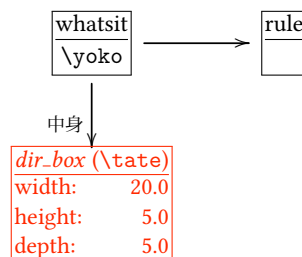 whatsit
\yoko
rule
中身
dir_box (\tate)
width: 20.0
height: 5.0
depth: 5.0